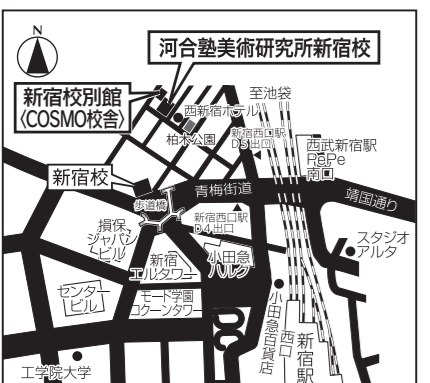 N
河合塾美術研究所新宿校
新宿校別館
〈COSMO校舎〉
西新宿ホテル
至池袋
柏木公園
新宿西口駅
D5出口
西武新宿駅
PePe
南口
新宿校
青梅街道
靖国通り
歩道橋
新宿西口駅
D4出口
スタジオ
アルタ
損保
ジャパン
ビル
新宿
エルタワー
小田急
ハルク
センター
ビル
モード学園
コクーンタワー
小田急百貨店
西口
新宿駅
工学院大学